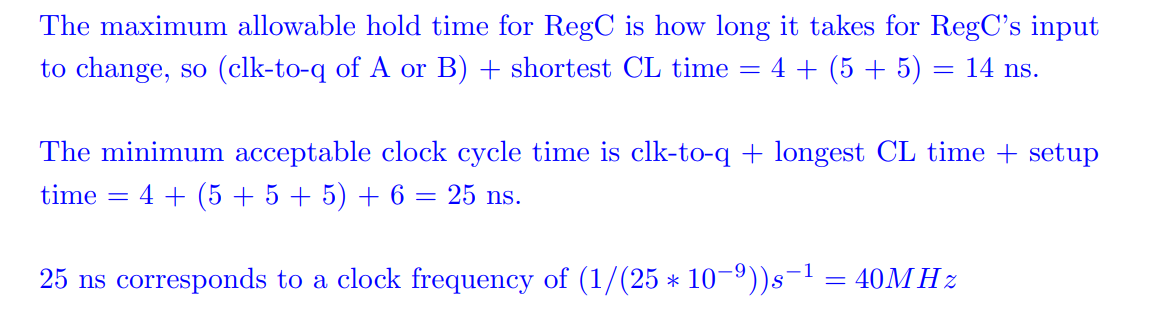 The maximum allowable hold time for RegC is how long it takes for RegC’s input
to change, so (clk-to-q of A or B) + shortest CL time = 4 + (5 + 5) = 14 ns.
The minimum acceptable clock cycle time is clk-to-q + longest CL time + setup
time = 4 + (5 + 5 + 5) + 6 = 25 ns.
25 ns corresponds to a clock frequency of (1/(25 ∗ 10⁻⁹))s⁻¹ = 40MHz